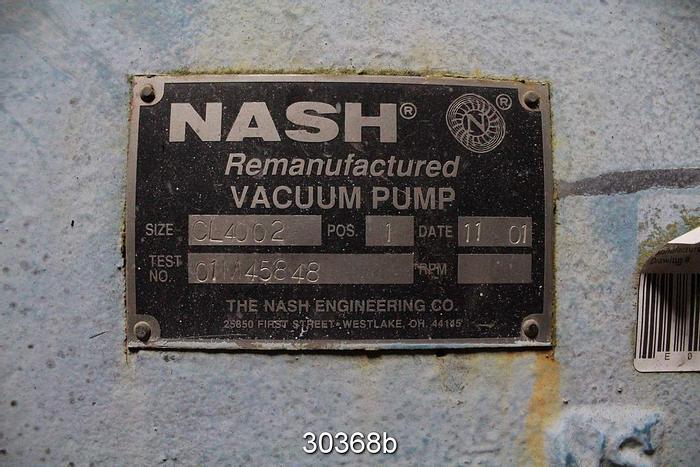 NASH® ®
N
Remanufactured
VACUUM PUMP
SIZE CL4002 POS. 1 DATE 11 01
TEST NO. 01M45848 RPM
THE NASH ENGINEERING CO.
25850 FIRST STREET • WESTLAKE, OH. 44145
E 0
30368b